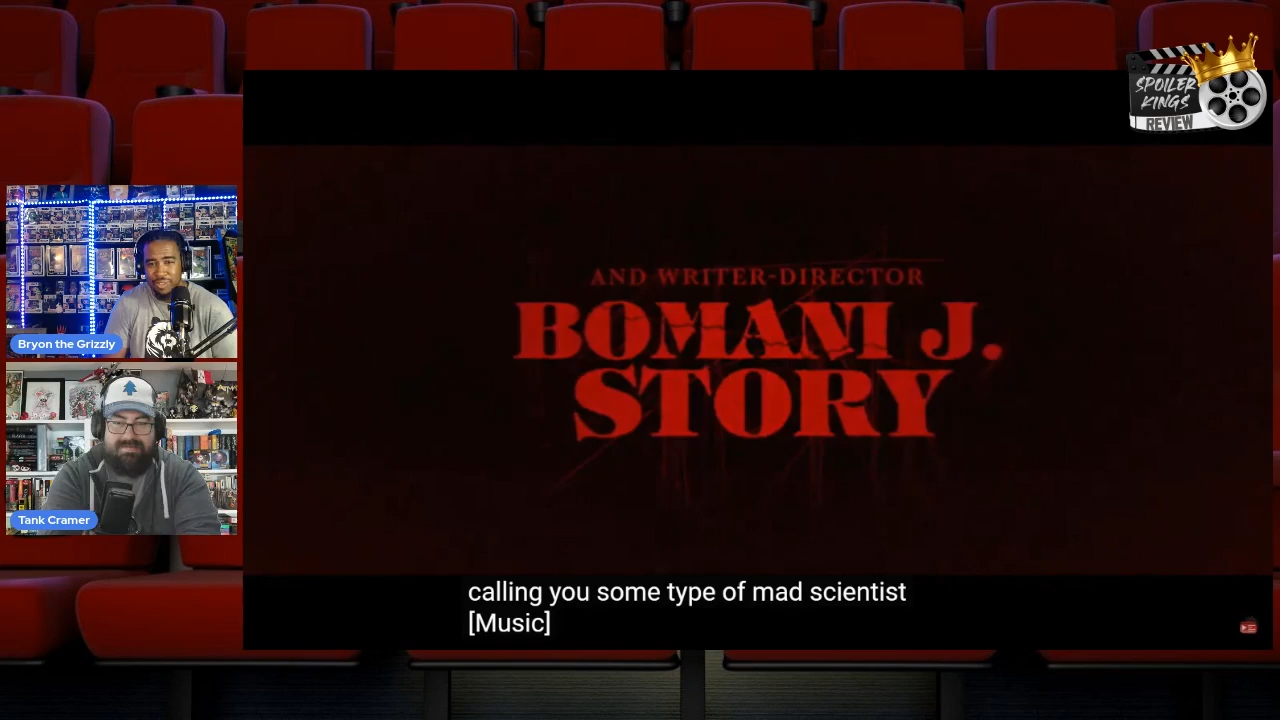 SPOILER
KINGS
REVIEW
AND WRITER-DIRECTOR
BOMANI J.
STORY
Bryon the Grizzly
Tank Cramer
calling you some type of mad scientist
[Music]